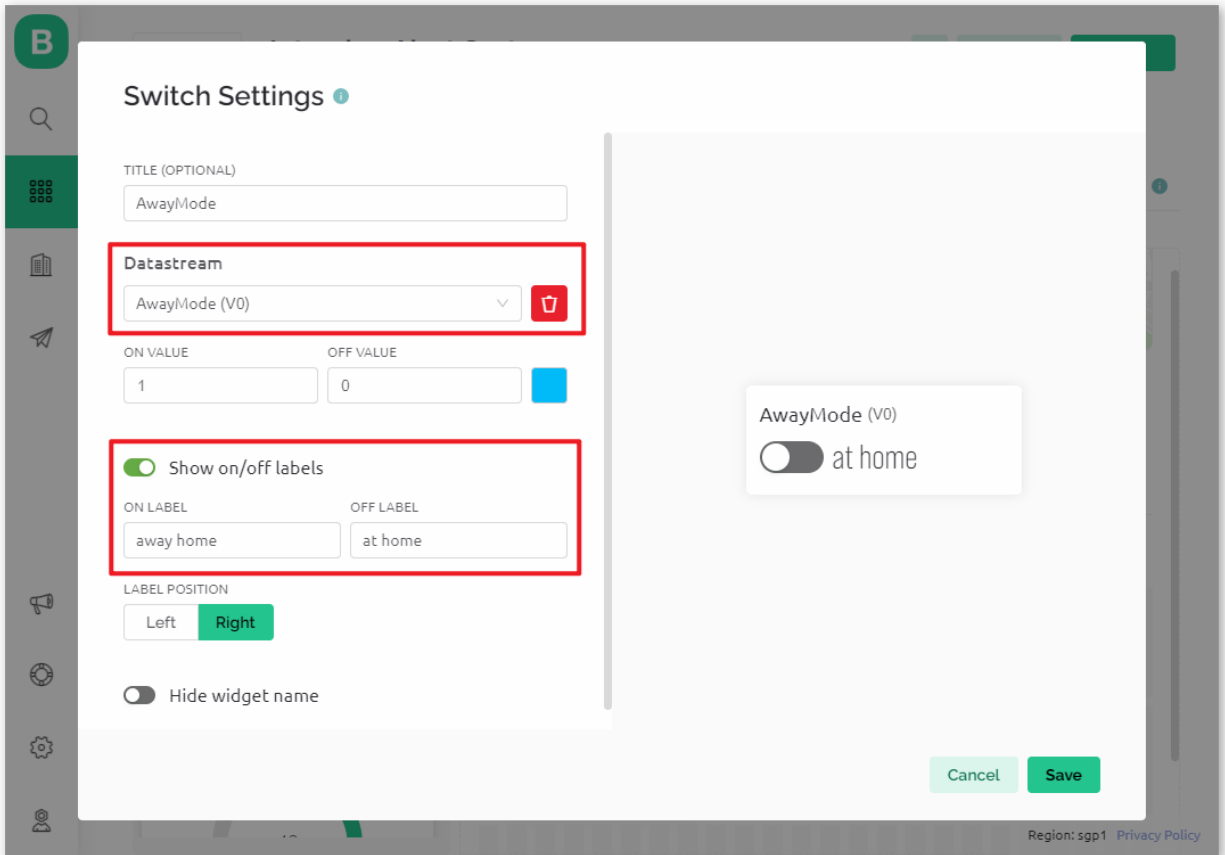 B
Switch Settings
TITLE (OPTIONAL)
AwayMode
Datastream
AwayMode (V0)
ON VALUE OFF VALUE
1 0
Show on/off labels
ON LABEL OFF LABEL
away home at home
LABEL POSITION
Left Right
Hide widget name
AwayMode (V0)
at home
Cancel Save
Region: sgp1 Privacy Policy